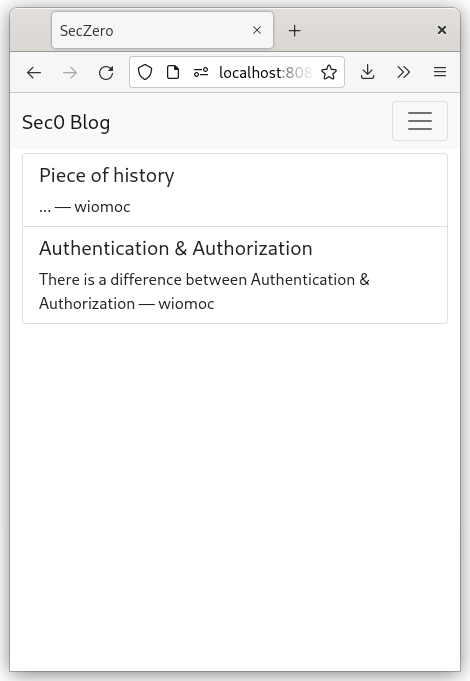 SecZero
localhost:808
Sec0 Blog
Piece of history
... — wiomoc
Authentication & Authorization
There is a difference between Authentication &
Authorization — wiomoc